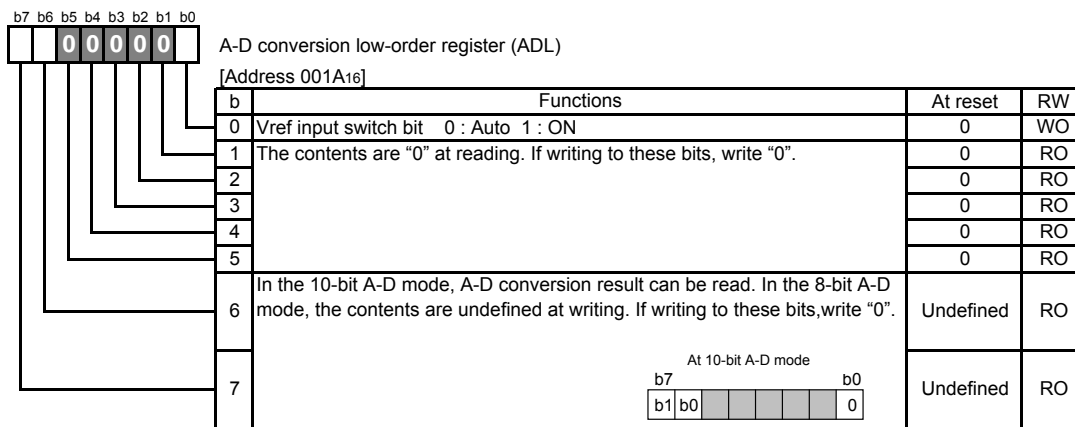 b7 b6 b5 b4 b3 b2 b1 b0
0 0 0 0 0
A-D conversion low-order register (ADL)
[Address 001A16]
b Functions At reset RW
0 Vref input switch bit 0 : Auto 1 : ON 0 WO
1 The contents are “0” at reading. If writing to these bits, write “0”. 0 RO
2 0 RO
3 0 RO
4 0 RO
5 0 RO
In the 10-bit A-D mode, A-D conversion result can be read. In the 8-bit A-D
6 mode, the contents are undefined at writing. If writing to these bits,write “0”. Undefined RO
At 10-bit A-D mode
b7 b0
7 Undefined RO
b1 b0 0